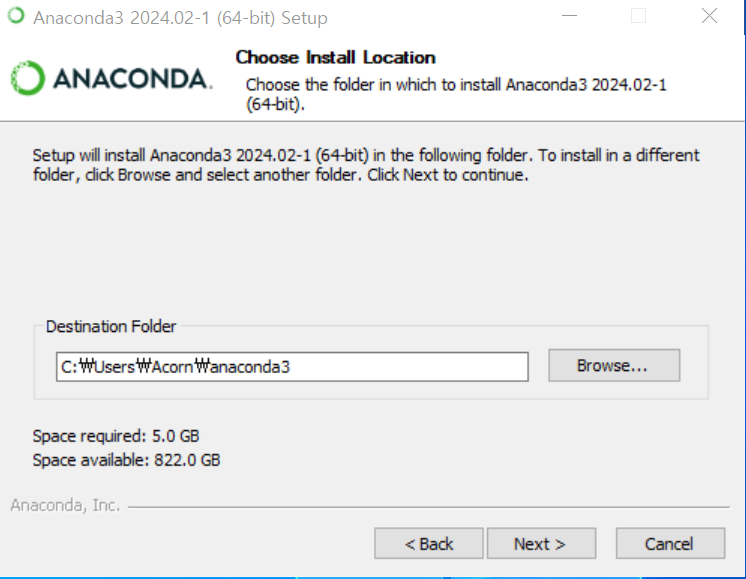 Anaconda3 2024.02-1 (64-bit) Setup
ANACONDA.
Choose Install Location
Choose the folder in which to install Anaconda3 2024.02-1
(64-bit).
Setup will install Anaconda3 2024.02-1 (64-bit) in the following folder. To install in a different
folder, click Browse and select another folder. Click Next to continue.
Destination Folder
C:₩Users₩Acorn₩anaconda3
Browse...
Space required: 5.0 GB
Space available: 822.0 GB
Anaconda, Inc.
< Back
Next >
Cancel